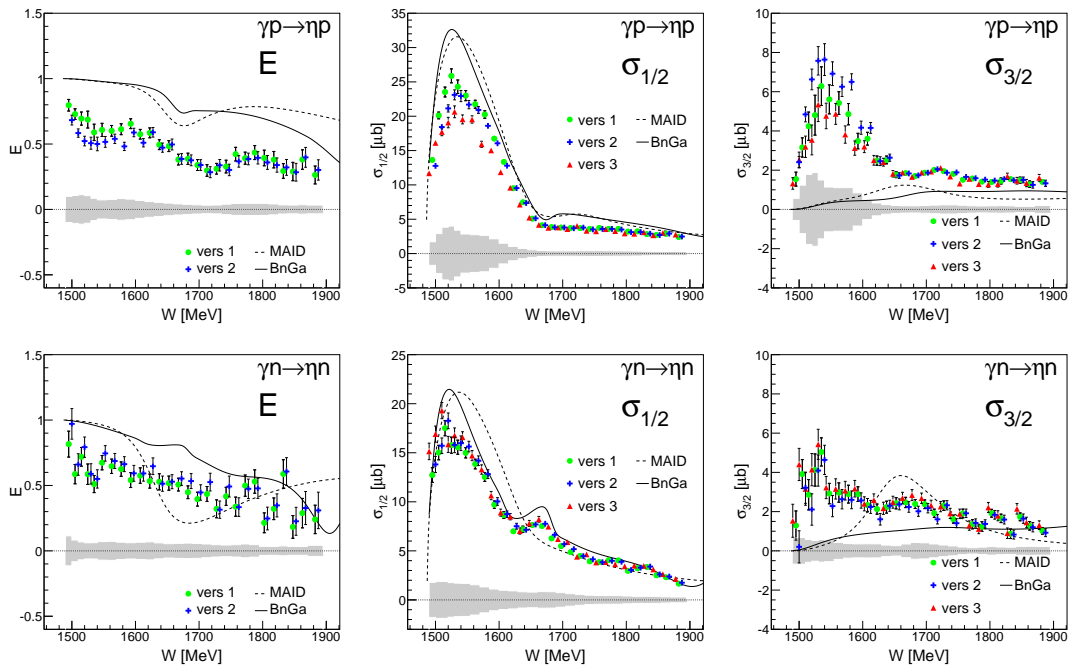 γp→ηp
E
1.5
1
0.5
0
-0.5
E
vers 1
MAID
vers 2
BnGa
1500 1600 1700 1800 1900
W [MeV]
γp→ηp
σ1/2
35
30
25
20
15
10
5
0
-5
σ1/2 [μb]
vers 1
MAID
vers 2
BnGa
vers 3
1500 1600 1700 1800 1900
W [MeV]
γp→ηp
σ3/2
10
8
6
4
2
0
-2
-4
σ3/2 [μb]
vers 1
MAID
vers 2
BnGa
vers 3
1500 1600 1700 1800 1900
W [MeV]
γn→ηn
E
1.5
1
0.5
0
-0.5
E
vers 1
MAID
vers 2
BnGa
1500 1600 1700 1800 1900
W [MeV]
γn→ηn
σ1/2
25
20
15
10
5
0
σ1/2 [μb]
vers 1
MAID
vers 2
BnGa
vers 3
1500 1600 1700 1800 1900
W [MeV]
γn→ηn
σ3/2
10
8
6
4
2
0
-2
-4
σ3/2 [μb]
vers 1
MAID
vers 2
BnGa
vers 3
1500 1600 1700 1800 1900
W [MeV]